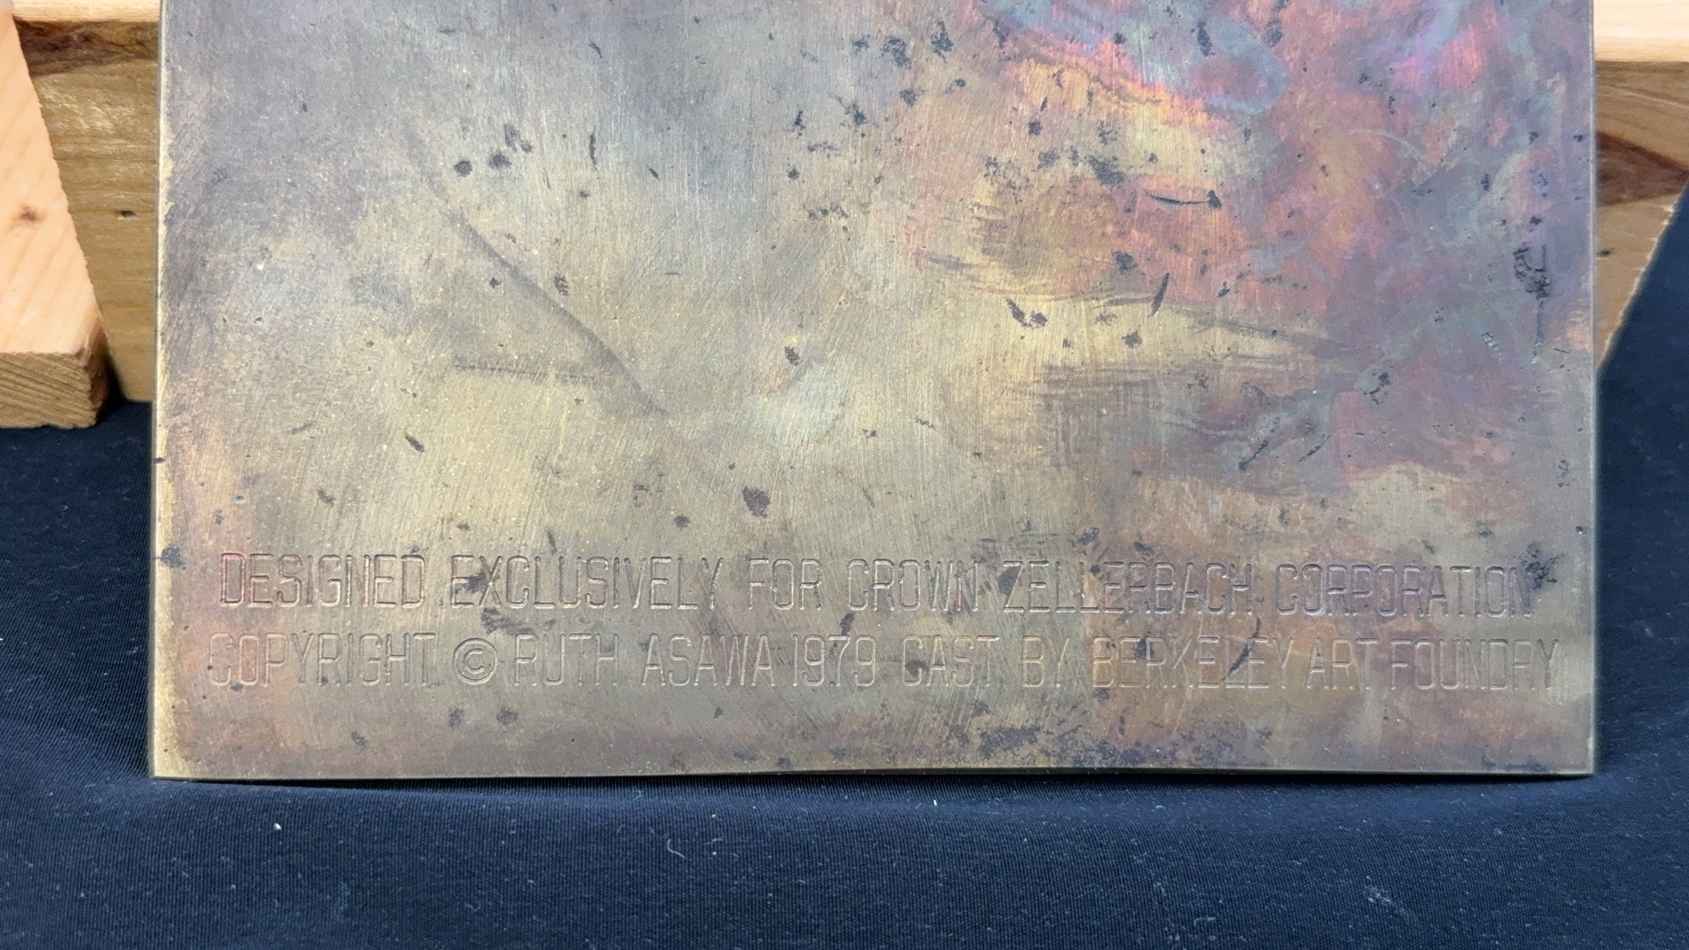 DESIGNED EXCLUSIVELY FOR CROWN ZELLERBACH CORPORATION
COPYRIGHT © RUTH ASAWA 1979 CAST BY BERKELEY ART FOUNDRY